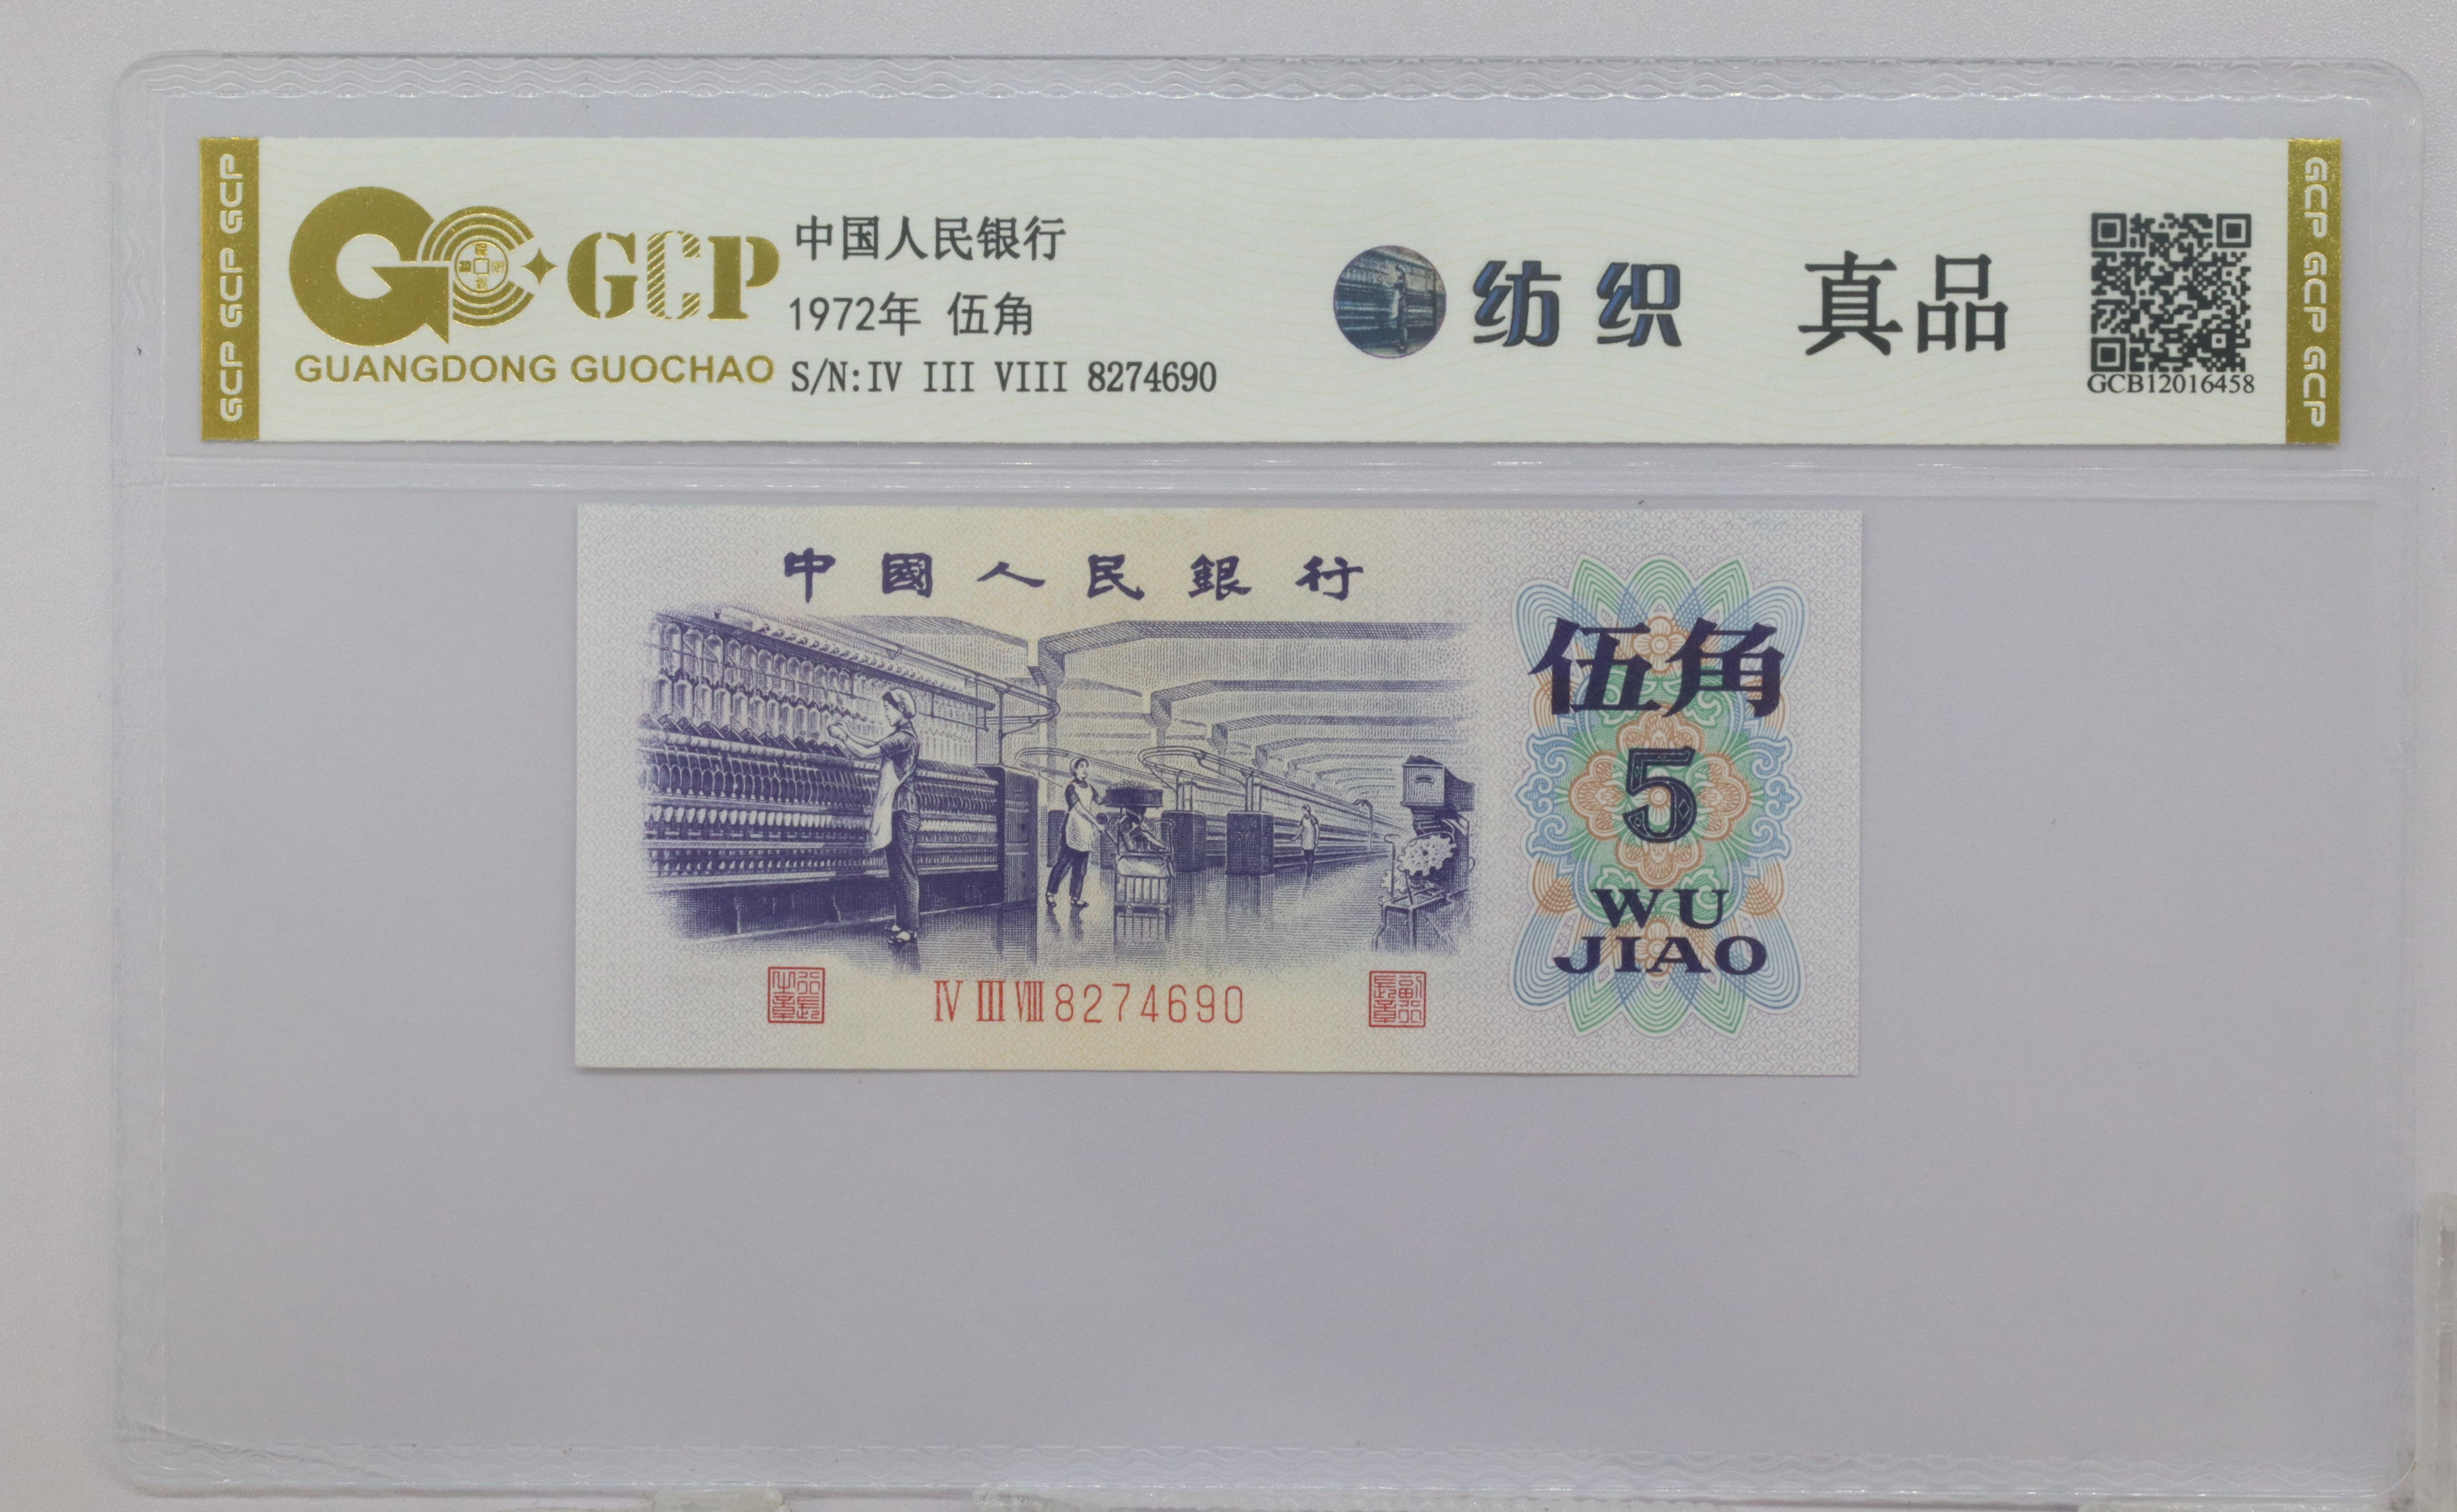 GCP GCP GCP
GCP
GUANGDONG GUOCHAO
中国人民银行
1972年 伍角
S/N:IV III VIII 8274690
纺织
真品
GCB12016458
GCP GCP GCP
中國人民銀行
伍角
5
WU
JIAO
IV III VIII 8274690